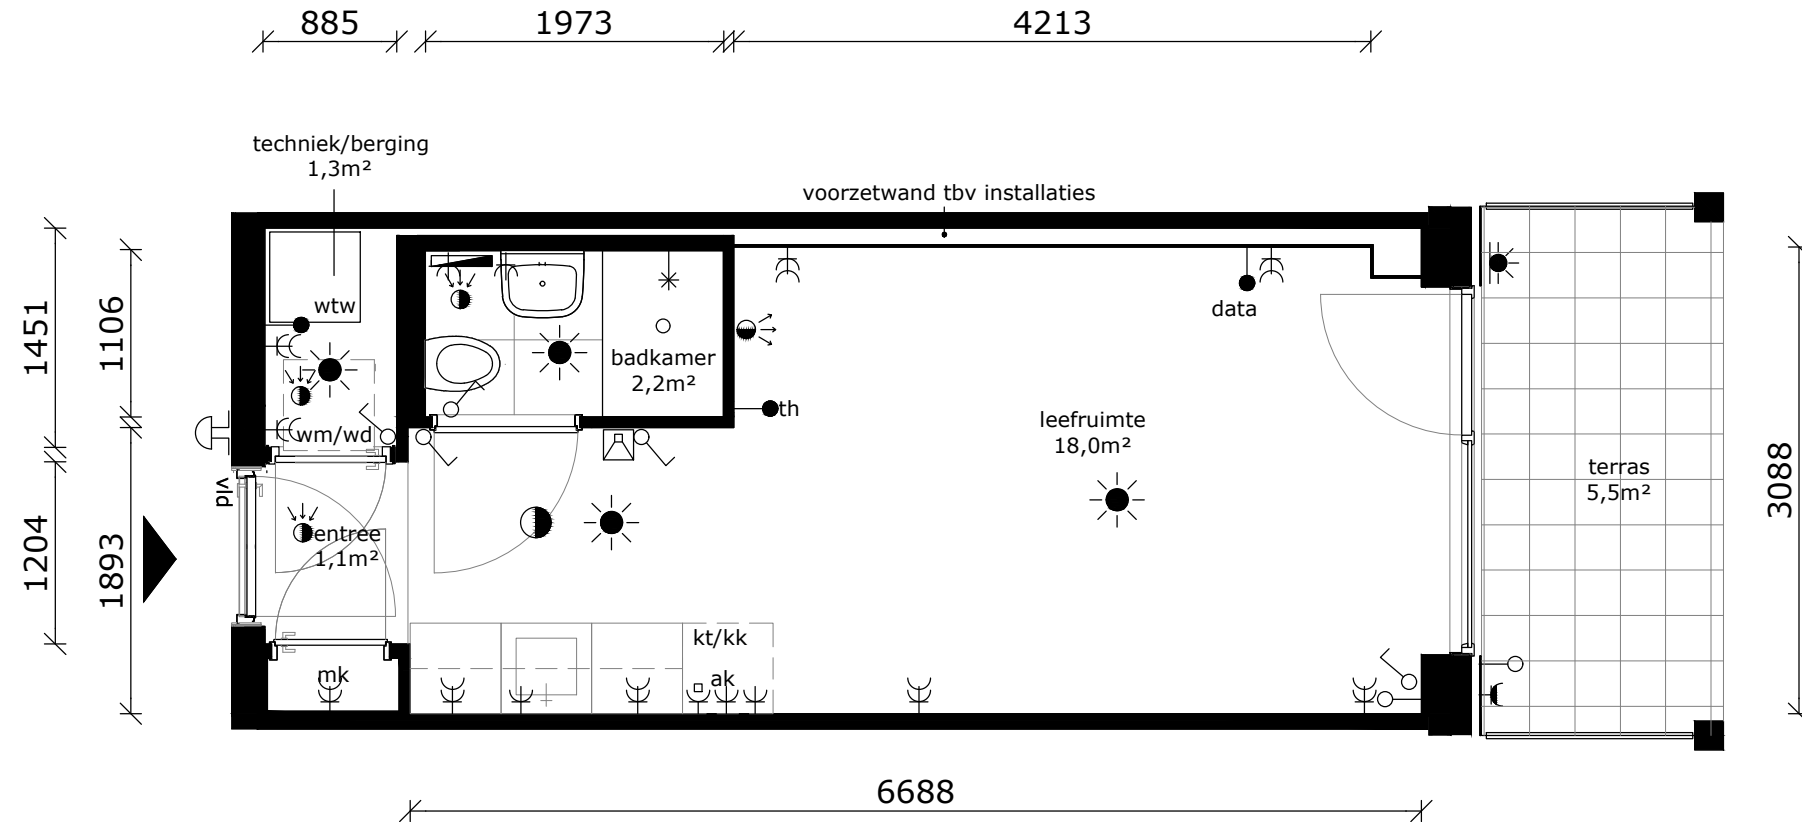 885
1973
4213
techniek/berging
1,3m²
voorzetwand tbv installaties
1451
1106
wtw
data
badkamer
2,2m²
th
leefruimte
18,0m²
wm/wd
vld
terras
5,5m²
3088
entree
1,1m²
1204
1893
kt/kk
mk
ak
6688